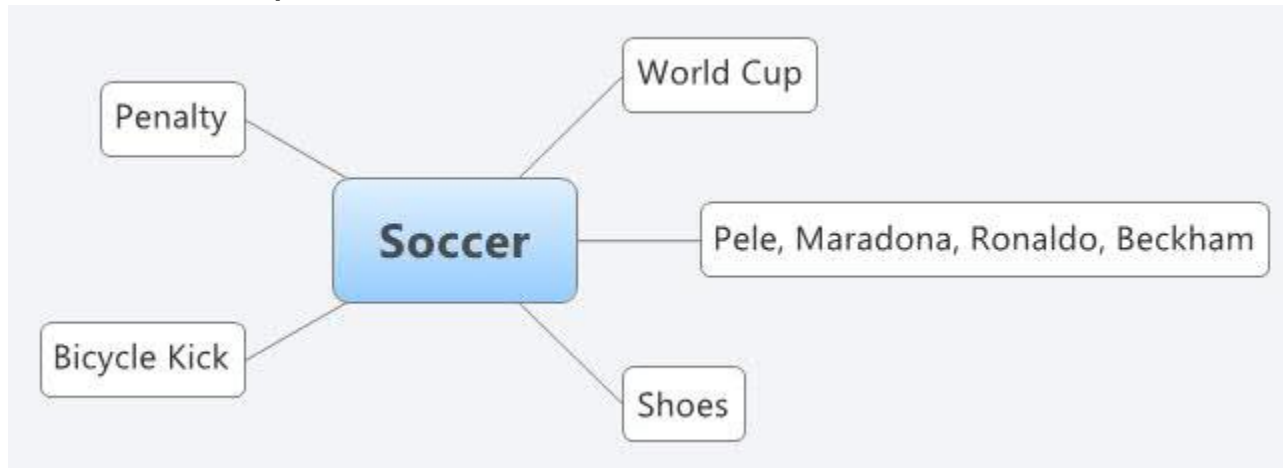 World Cup
Penalty
Soccer
Pele, Maradona, Ronaldo, Beckham
Bicycle Kick
Shoes